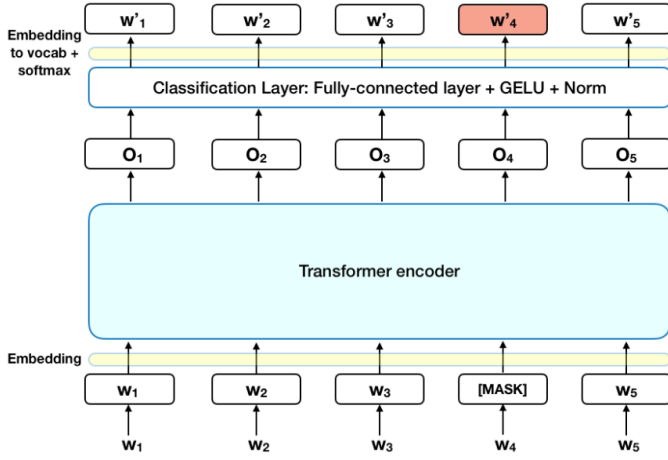 w'₁ w'₂ w'₃ w'₄ w'₅
Embedding
to vocab +
softmax
Classification Layer: Fully-connected layer + GELU + Norm
O₁ O₂ O₃ O₄ O₅
Transformer encoder
Embedding
w₁ w₂ w₃ [MASK] w₅
w₁ w₂ w₃ w₄ w₅